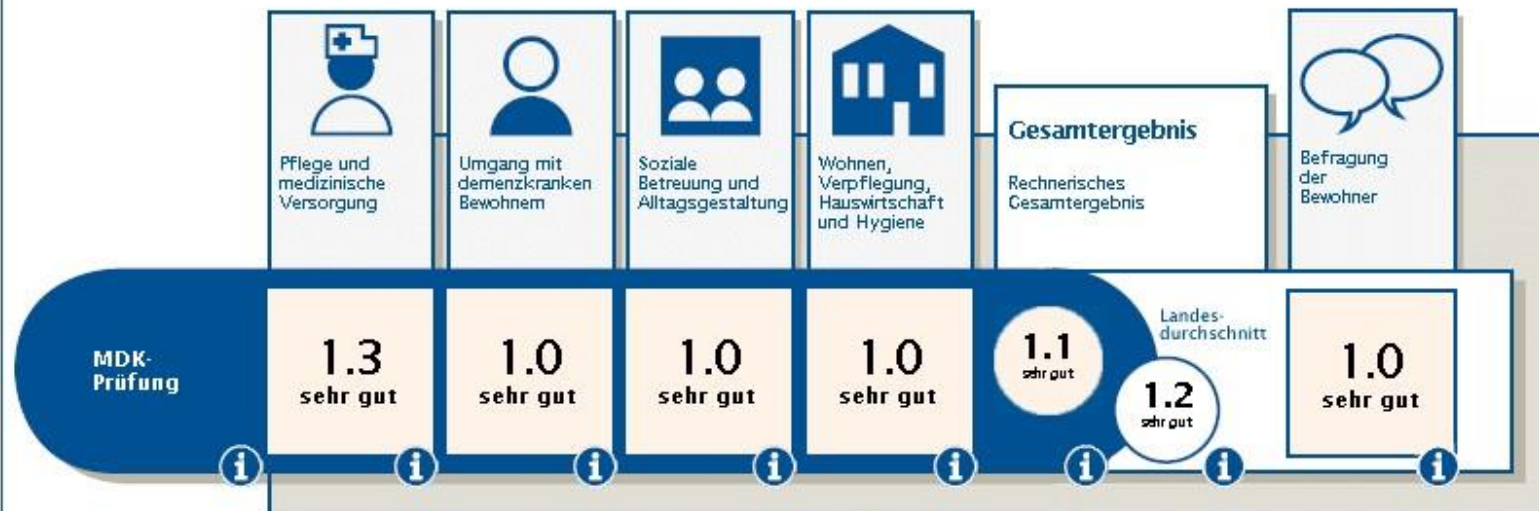 Pflege und
medizinische
Versorgung
Umgang mit
demenzkranken
Bewohnern
Soziale
Betreuung und
Alltagsgestaltung
Wohnen,
Verpflegung,
Hauswirtschaft
und Hygiene
Gesamtergebnis
Rechnerisches
Gesamtergebnis
Befragung
der
Bewohner
MDK-
Prüfung
1.3
sehr gut
1.0
sehr gut
1.0
sehr gut
1.0
sehr gut
1.1
sehr gut
Landes-
durchschnitt
1.2
sehr gut
1.0
sehr gut
i
i
i
i
i
i
i
i